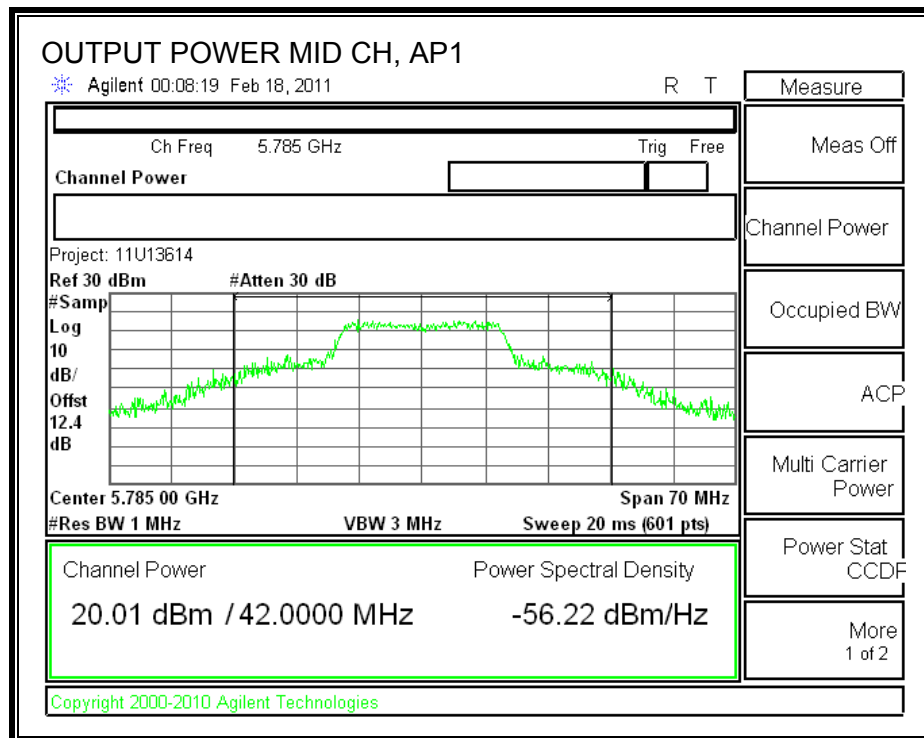 OUTPUT POWER MID CH, AP1
Agilent 00:08:19 Feb 18, 2011 R T
Measure
Meas Off
Ch Freq 5.785 GHz Trig Free
Channel Power
Channel Power
Project: 11U13614
Ref 30 dBm #Atten 30 dB
#Samp
Log
10
dB/
Offst
12.4
dB
Occupied BW
ACP
Multi Carrier
Power
Center 5.785 00 GHz Span 70 MHz
#Res BW 1 MHz VBW 3 MHz Sweep 20 ms (601 pts)
Power Stat
CCDF
Channel Power Power Spectral Density
20.01 dBm / 42.0000 MHz -56.22 dBm/Hz
More
1 of 2
Copyright 2000-2010 Agilent Technologies